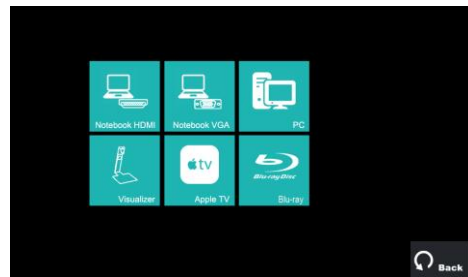 Notebook HDMI
Notebook VGA
PC
Visualizer
tv
Apple TV
Blu-ray Disc
Blu-ray
Back